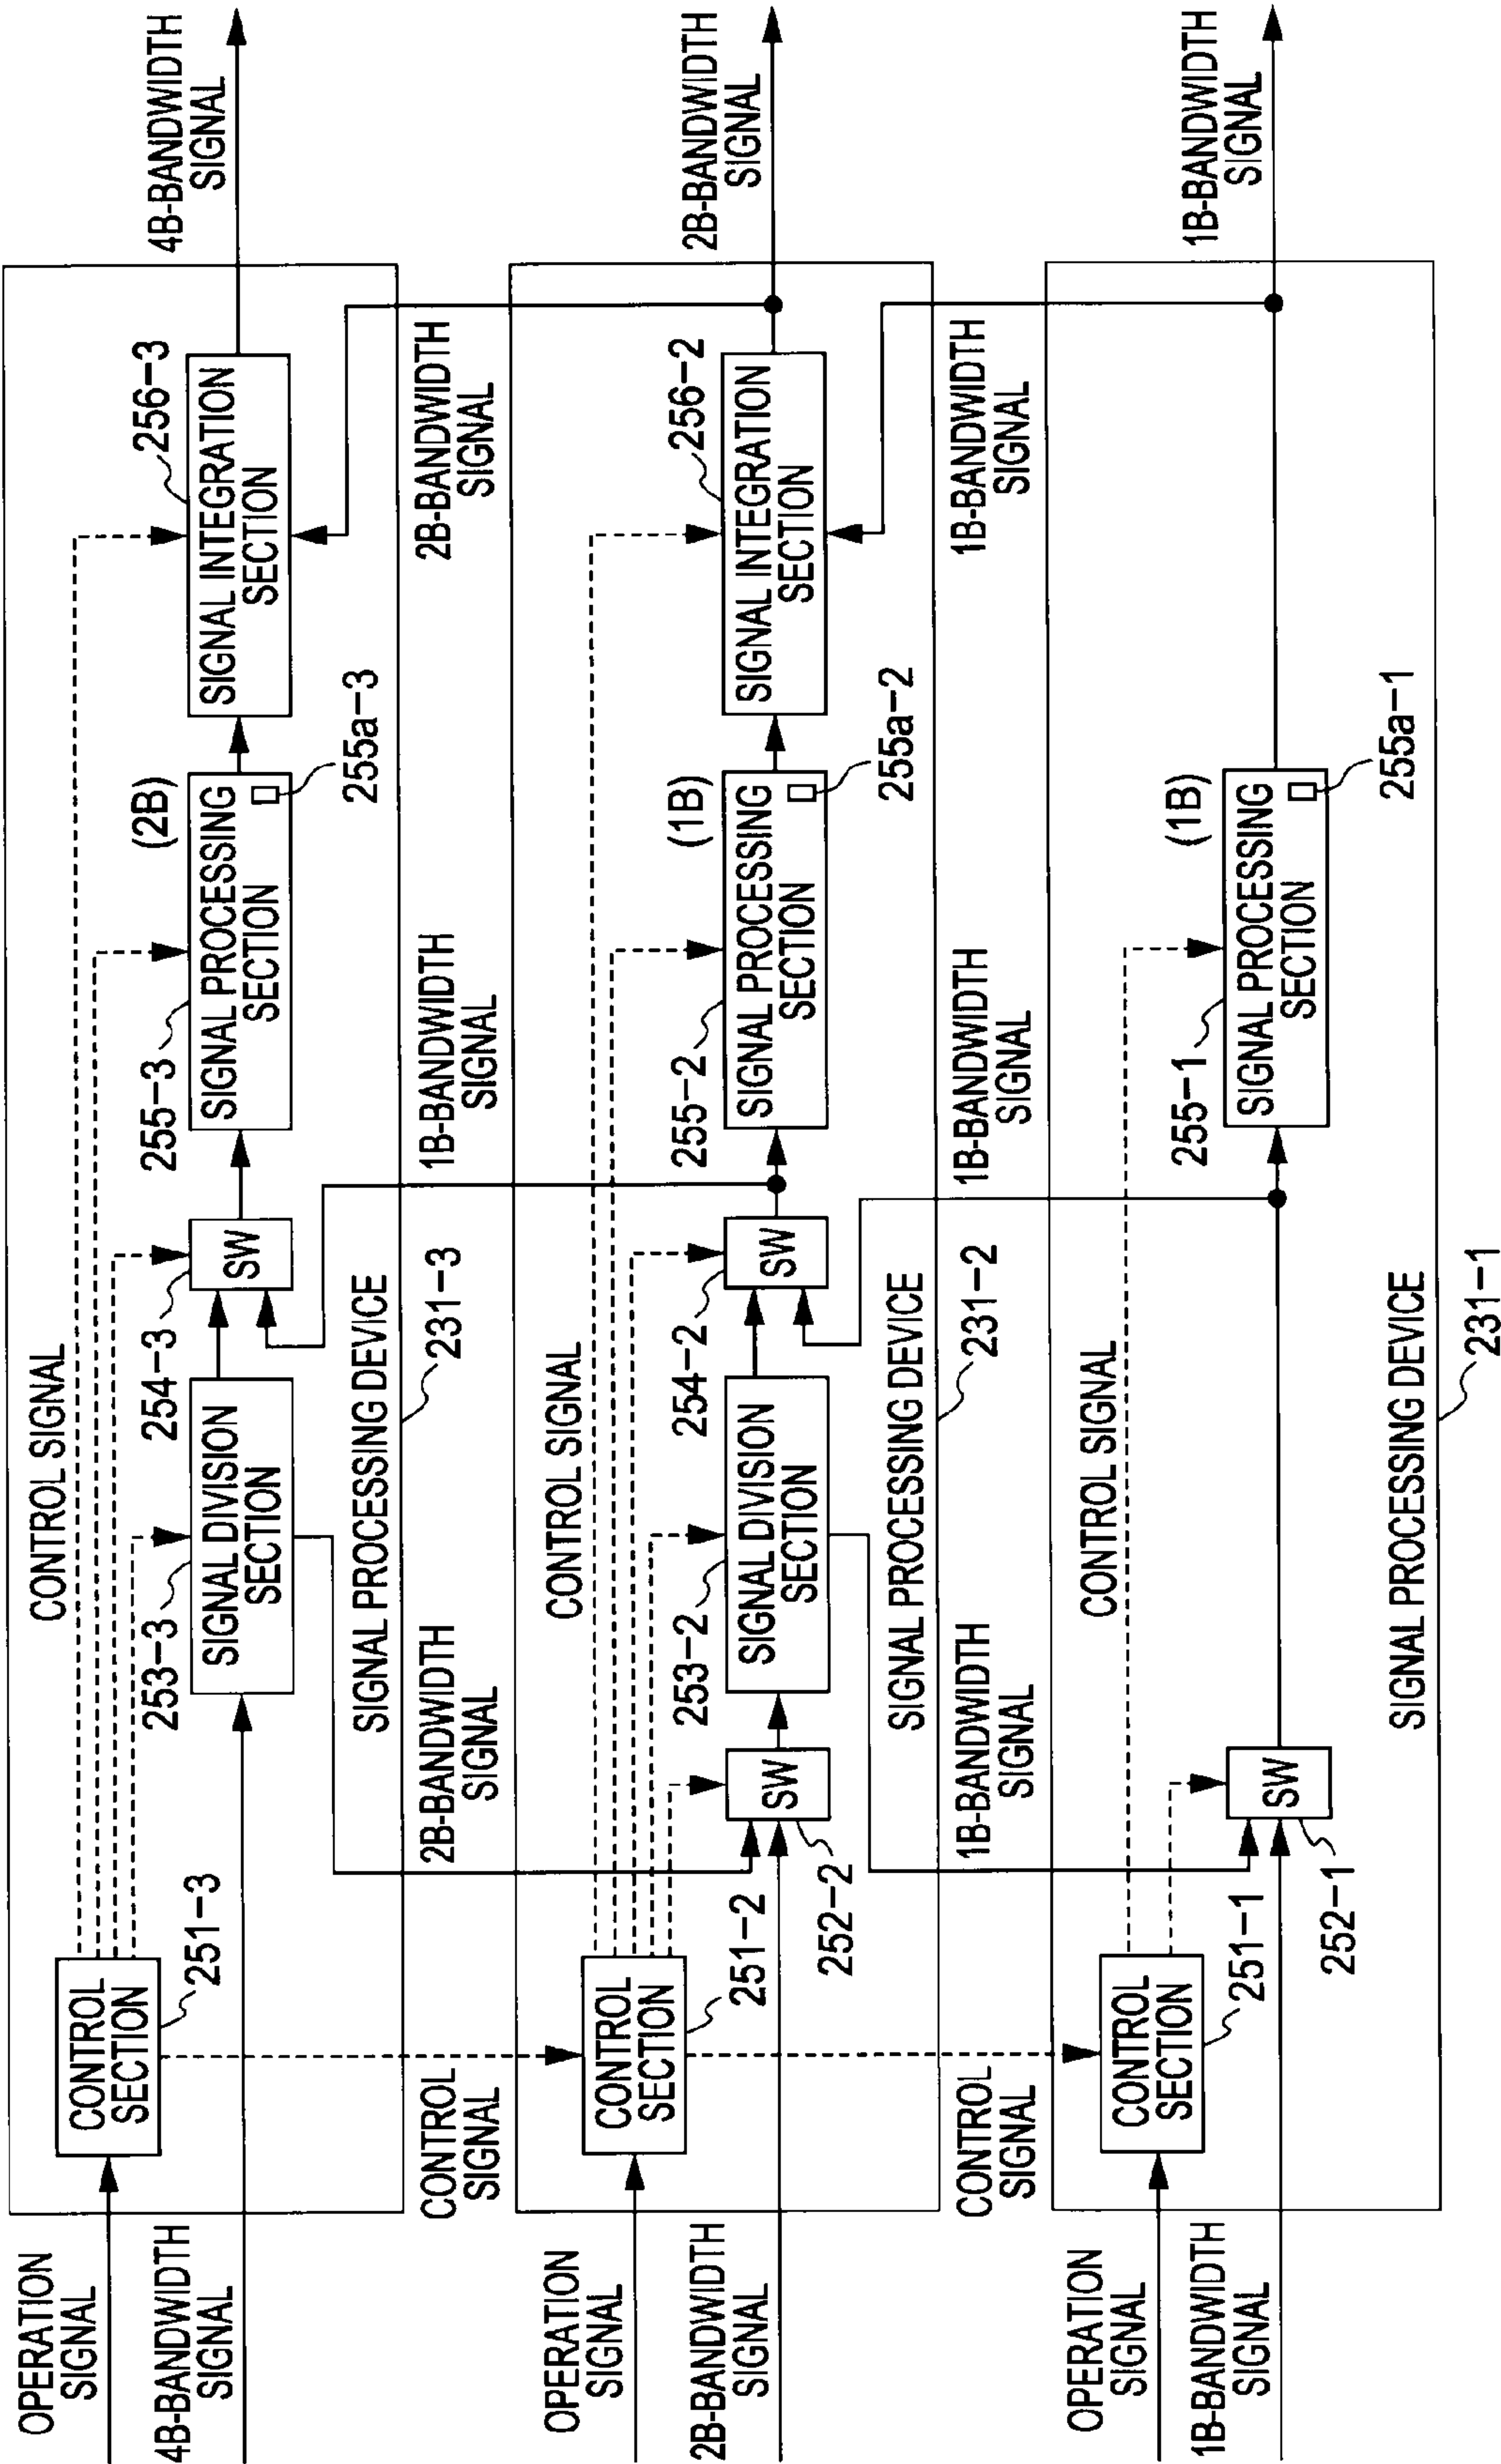 OPERATION
SIGNAL
4B-BANDWIDTH
SIGNAL
CONTROL
SECTION
251-3
CONTROL SIGNAL
253-3
SIGNAL DIVISION
SECTION
254-3
SW
255-3
SIGNAL PROCESSING
SECTION
(2B)
255a-3
256-3
SIGNAL INTEGRATION
SECTION
4B-BANDWIDTH
SIGNAL
SIGNAL PROCESSING DEVICE
231-3
CONTROL
SIGNAL
2B-BANDWIDTH
SIGNAL
1B-BANDWIDTH
SIGNAL
2B-BANDWIDTH
SIGNAL
OPERATION
SIGNAL
2B-BANDWIDTH
SIGNAL
CONTROL
SECTION
251-2
CONTROL SIGNAL
252-2
SW
253-2
SIGNAL DIVISION
SECTION
254-2
SW
255-2
SIGNAL PROCESSING
SECTION
(1B)
255a-2
256-2
SIGNAL INTEGRATION
SECTION
2B-BANDWIDTH
SIGNAL
SIGNAL PROCESSING DEVICE
231-2
CONTROL
SIGNAL
1B-BANDWIDTH
SIGNAL
1B-BANDWIDTH
SIGNAL
1B-BANDWIDTH
SIGNAL
OPERATION
SIGNAL
1B-BANDWIDTH
SIGNAL
CONTROL
SECTION
251-1
CONTROL SIGNAL
252-1
SW
255-1
SIGNAL PROCESSING
SECTION
(1B)
255a-1
1B-BANDWIDTH
SIGNAL
SIGNAL PROCESSING DEVICE
231-1